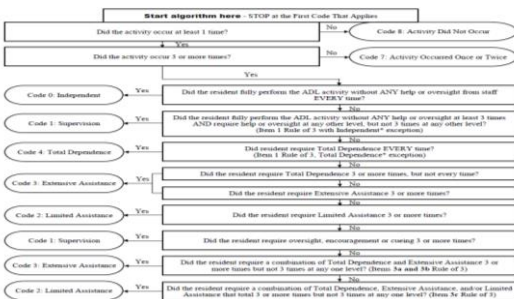 Start algorithm here - STOP at the First Code That Applies
Did the activity occur at least 1 time?
No
Code 8: Activity Did Not Occur
Yes
Did the activity occur 3 or more times?
No
Code 7: Activity Occurred Once or Twice
Yes
Code 0: Independent
Yes
Did the resident fully perform the ADL activity without ANY help or oversight from staff
EVERY time?
No
Code 1: Supervision
Yes
Did the resident fully perform the ADL activity without ANY help or oversight at least 3 times
AND require help or oversight at any other level, but not 3 times at any other level?
(Item 1 Rule of 3 with Independent* exception)
No
Code 4: Total Dependence
Yes
Did resident require Total Dependence EVERY time?
(Item 1 Rule of 3, Total Dependence* exception)
No
Code 3: Extensive Assistance
Yes
Did the resident require Total Dependence 3 or more times, but not every time?
No
Did the resident require Extensive Assistance 3 or more times?
No
Code 2: Limited Assistance
Yes
Did the resident require Limited Assistance 3 or more times?
No
Code 1: Supervision
Yes
Did the resident require oversight, encouragement or cueing 3 or more times?
No
Code 3: Extensive Assistance
Yes
Did the resident require a combination of Total Dependence and Extensive Assistance 3 or
more times but not 3 times at any one level? (Items 3a and 3b Rule of 3)
No
Code 2: Limited Assistance
Yes
Did the resident require a combination of Total Dependence, Extensive Assistance, and/or Limited
Assistance that total 3 or more times but not 3 times at any one level? (Item 3c Rule of 3)